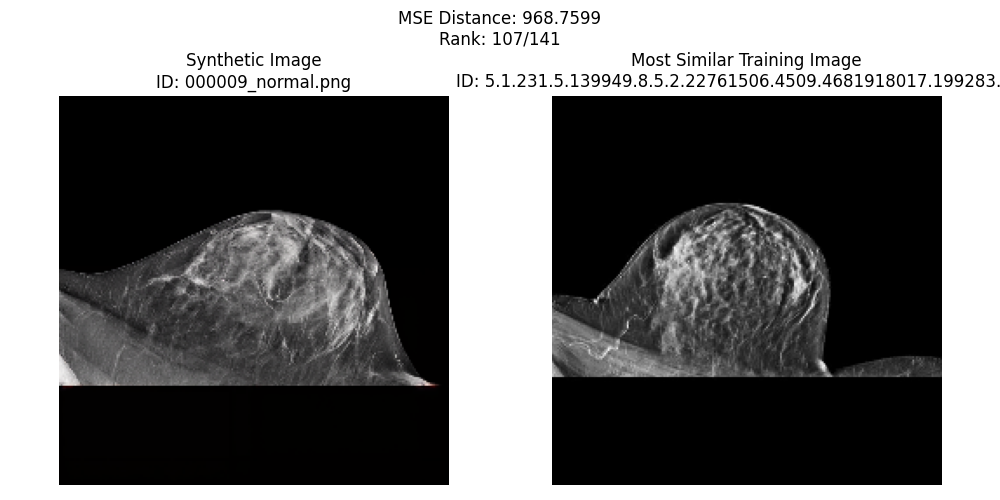 MSE Distance: 968.7599
Rank: 107/141
Synthetic Image
ID: 000009_normal.png
Most Similar Training Image
ID: 5.1.231.5.139949.8.5.2.22761506.4509.4681918017.199283.